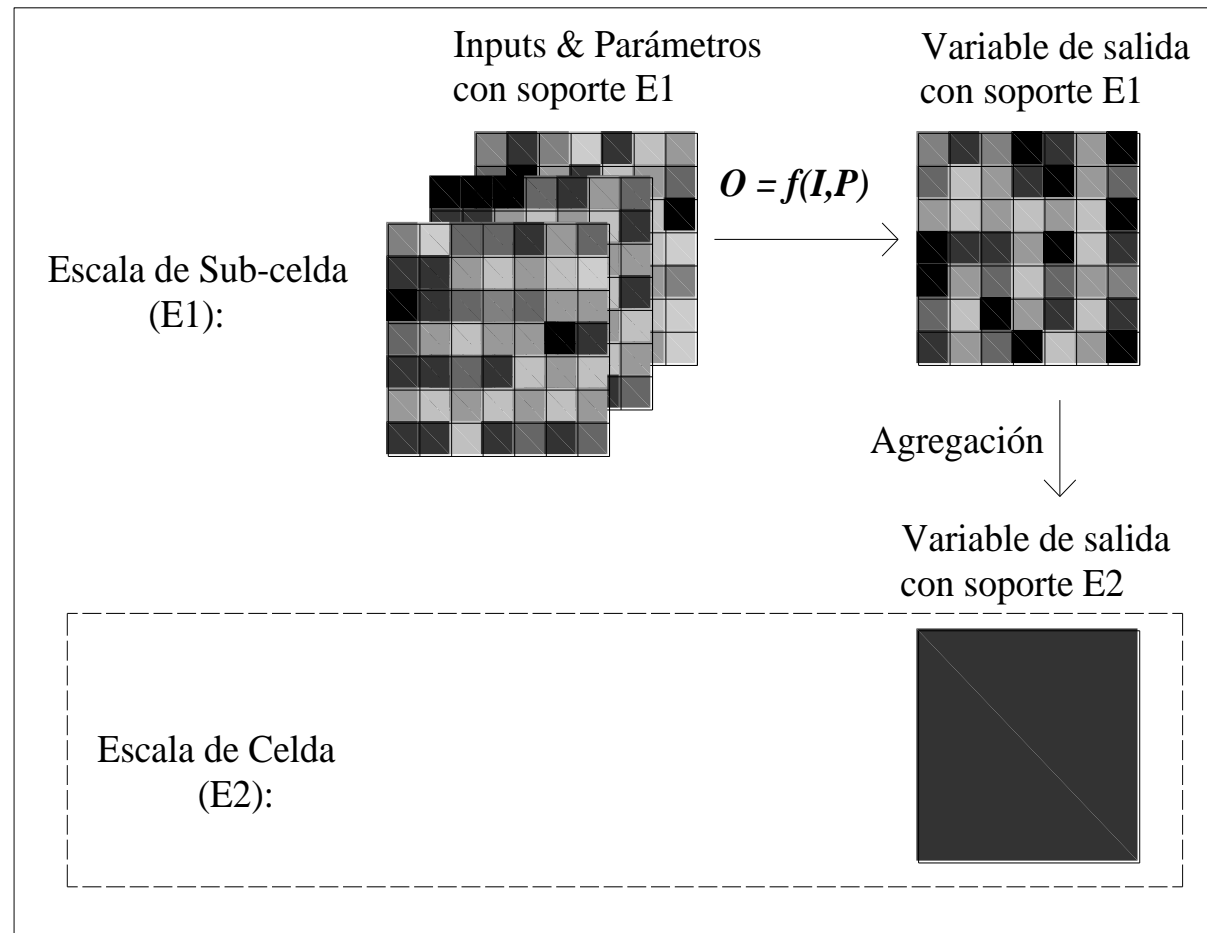 Inputs & Parámetros
con soporte E1
Variable de salida
con soporte E1
O = f(I,P)
Escala de Sub-celda
(E1):
Agregación
Variable de salida
con soporte E2
Escala de Celda
(E2):